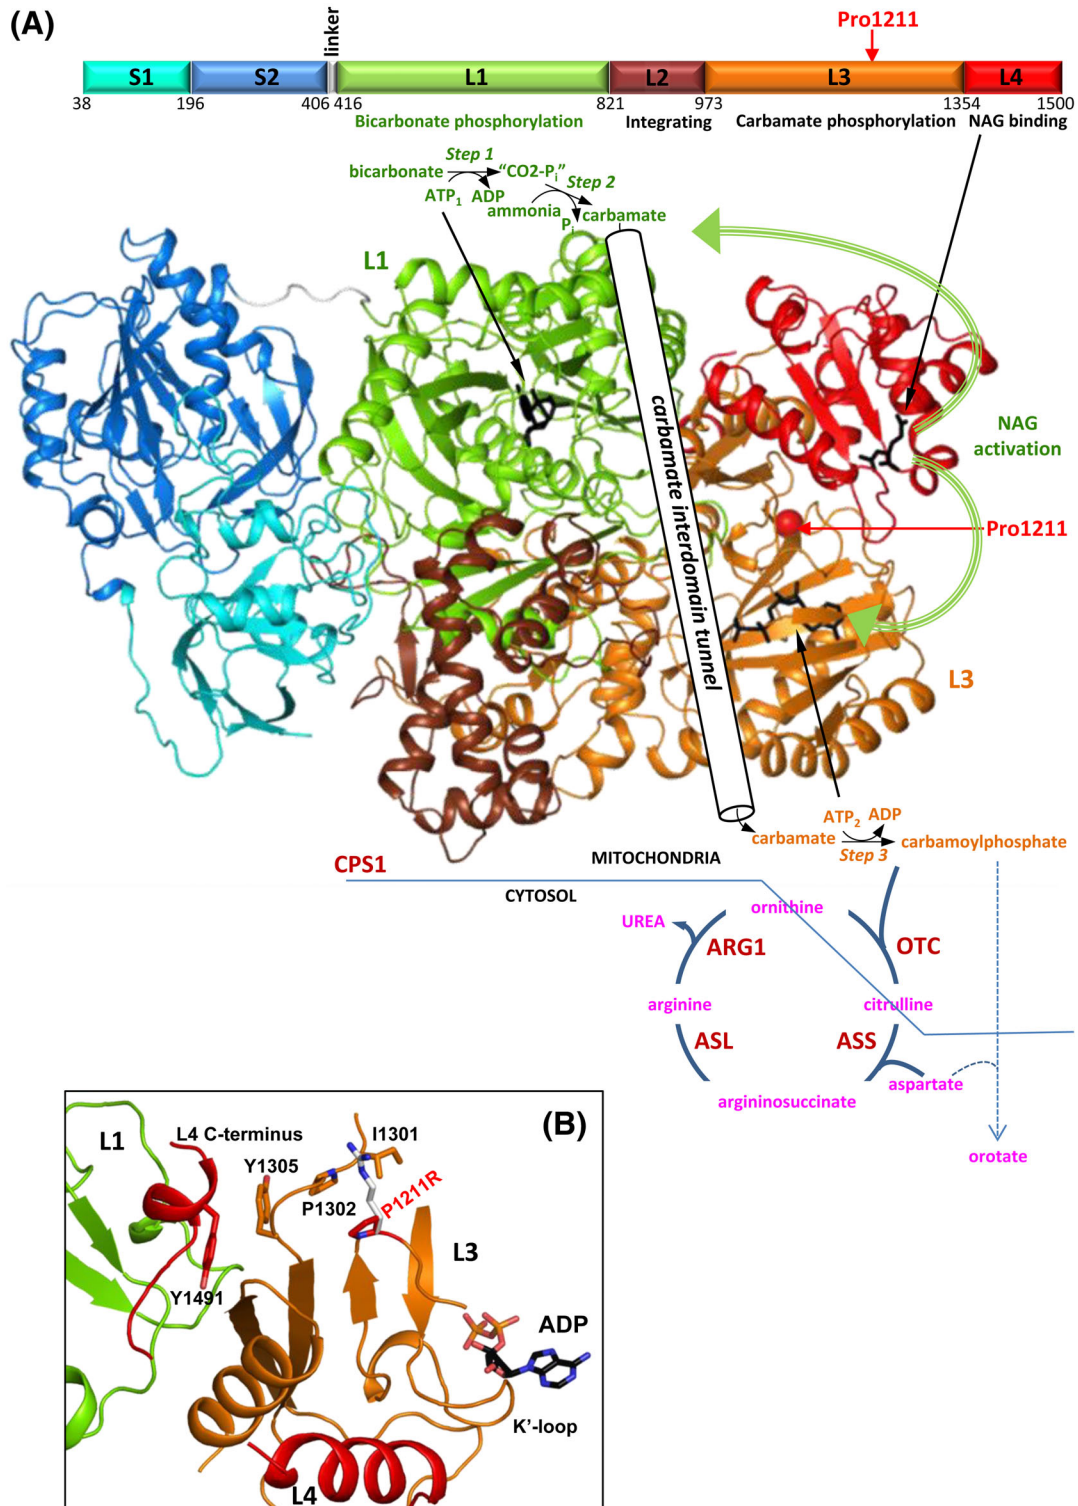 (A)
linker
Pro1211
S1 S2 L1 L2 L3 L4
38 196 406 416 821 973 1354 1500
Bicarbonate phosphorylation Integrating Carbamate phosphorylation NAG binding
Step 1
bicarbonate "CO2-Pi" Step 2
ATP1 ADP ammonia Pi carbamate
L1
carbamate interdomain tunnel
NAG
activation
Pro1211
L3
ATP2 ADP
carbamate Step 3 carbamoylphosphate
CPS1
MITOCHONDRIA
CYTOSOL
ornithine
UREA
ARG1 OTC
arginine citrulline
ASL ASS
aspartate
argininosuccinate
orotate
(B)
L1
L4 C-terminus
I1301
Y1305
P1302
P1211R
L3
Y1491
ADP
K'-loop
L4